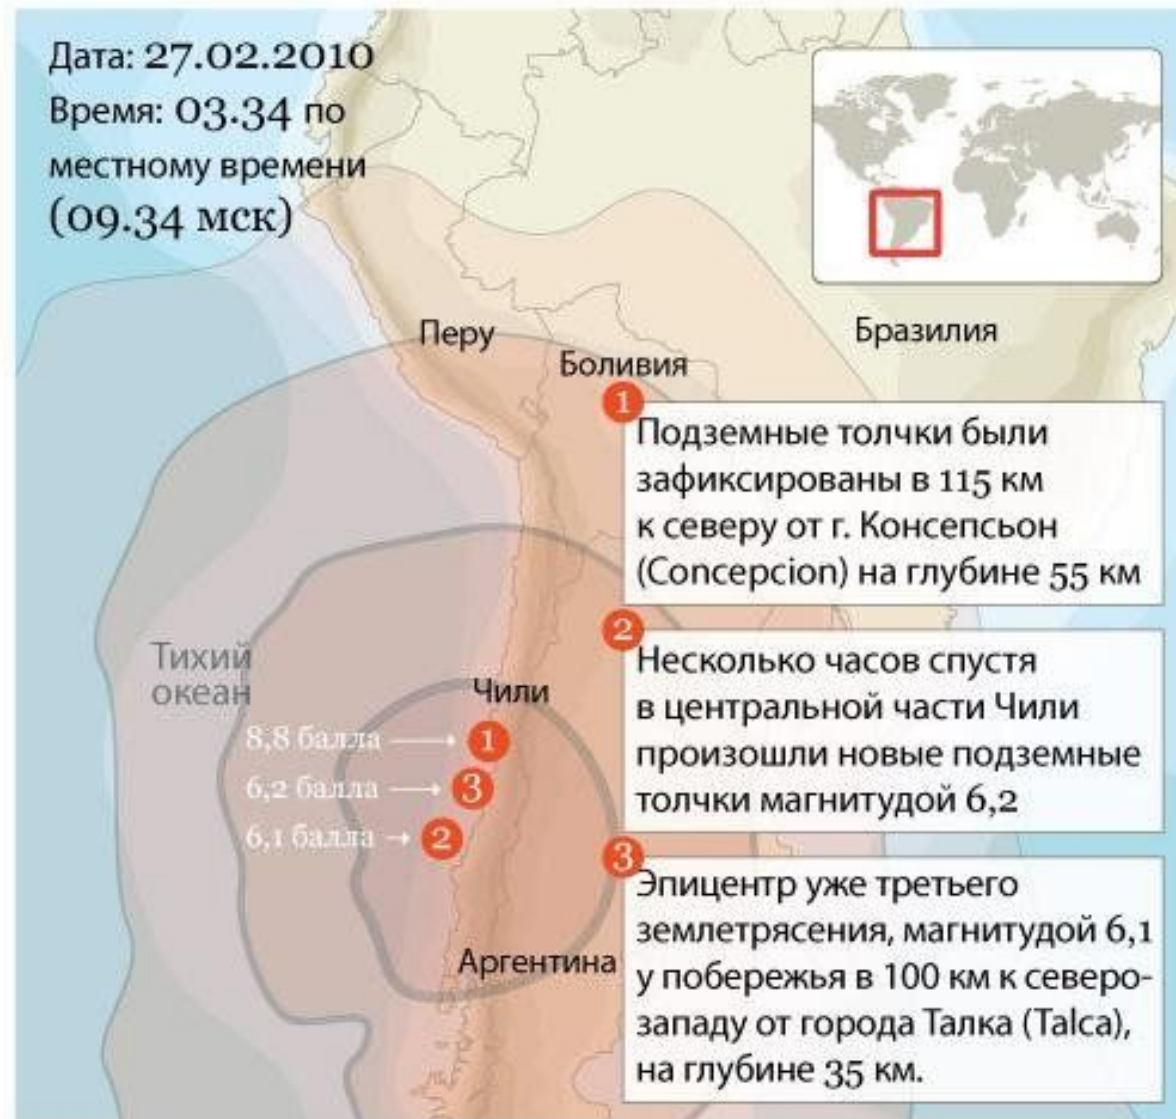 Дата: 27.02.2010
Время: 03.34 по
местному времени
(09.34 мск)
Перу
Боливия
Бразилия
1
Подземные толчки были
зафиксированы в 115 км
к северу от г. Консепсьон
(Concepcion) на глубине 55 км
2
Несколько часов спустя
в центральной части Чили
произошли новые подземные
толчки магнитудой 6,2
3
Эпицентр уже третьего
землетрясения, магнитудой 6,1
у побережья в 100 км к северо-
западу от города Талка (Talca),
на глубине 35 км.
Тихий
океан
Чили
8,8 балла 1
6,2 балла 3
6,1 балла 2
Аргентина